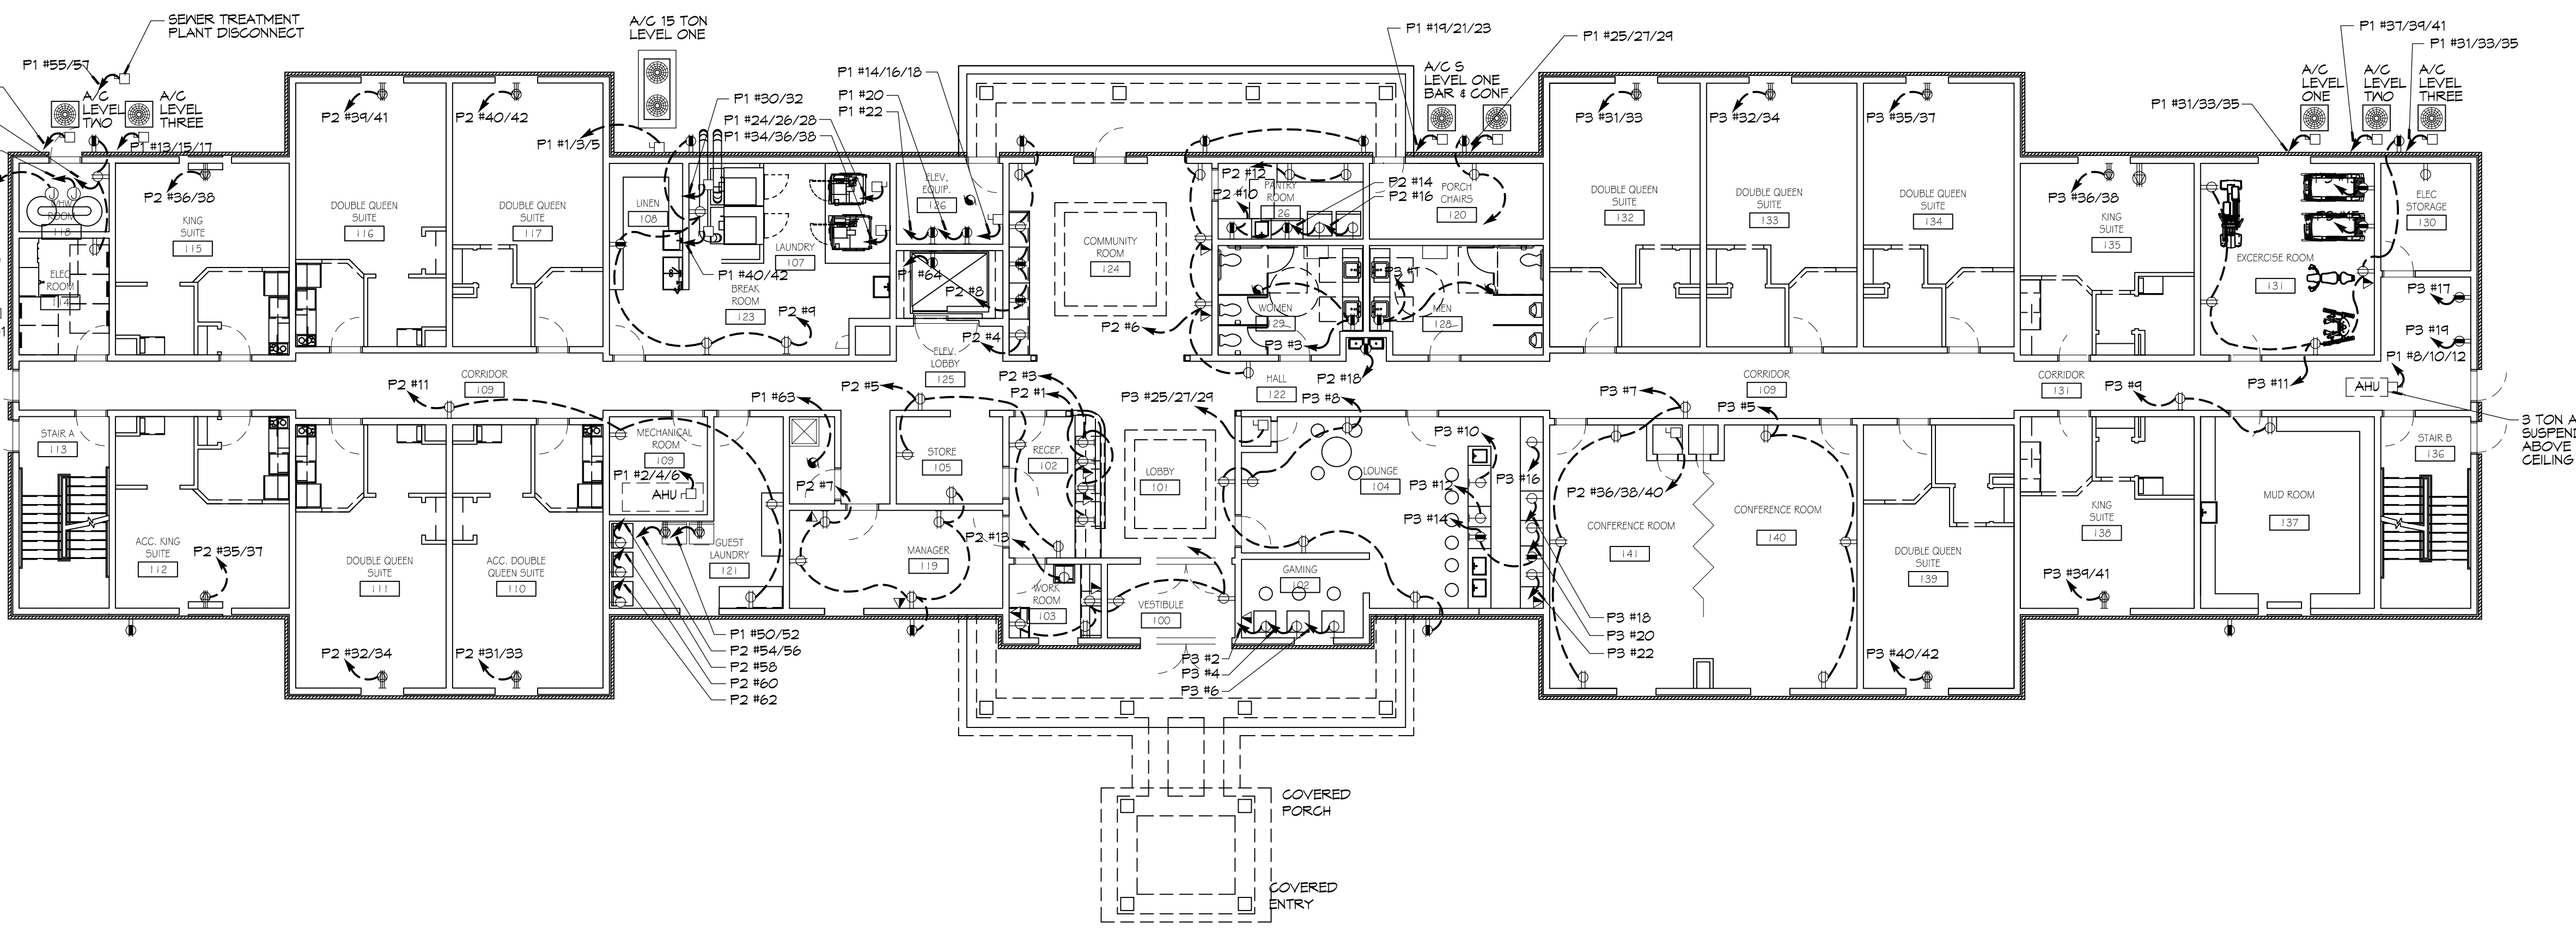 SEWER TREATMENT
PLANT DISCONNECT
P1 #55/57
A/C
LEVEL
TWO
A/C
LEVEL
THREE
P1 #13/15/17
A/C 15 TON
LEVEL ONE
P1 #1/3/5
P1 #30/32
P1 #24/26/28
P1 #34/36/38
P1 #14/16/18
P1 #20
P1 #22
P1 #19/21/23
P1 #25/27/29
A/C S
LEVEL ONE
BAR & CONF.
P1 #37/39/41
P1 #31/33/35
A/C
LEVEL
ONE
A/C
LEVEL
TWO
A/C
LEVEL
THREE
P1 #31/33/35
P2 #39/41
P2 #40/42
P3 #31/33
P3 #32/34
P3 #35/37
P2 #36/38
KING
SUITE
115
ROOM
118
ELEC
ROOM
114
DOUBLE QUEEN
SUITE
116
DOUBLE QUEEN
SUITE
117
LINEN
108
LAUNDRY
107
P1 #40/42
BREAK
ROOM
123
P2 #9
ELEV.
EQUIP.
126
P1 #64
P2 #8
P2 #4
ELEV.
LOBBY
125
COMMUNITY
ROOM
124
P2 #6
P2 #12
P2 #10
PANTRY
ROOM
26
P2 #14
P2 #16
PORCH
CHAIRS
120
WOMEN
29
P3 #3
MEN
128
P3 #1
P2 #18
DOUBLE QUEEN
SUITE
132
DOUBLE QUEEN
SUITE
133
DOUBLE QUEEN
SUITE
134
P3 #36/38
KING
SUITE
135
EXCERCISE ROOM
131
ELEC
STORAGE
130
P3 #17
P3 #19
P1 #8/10/12
AHU
P3 #11
P3 #9
CORRIDOR
109
P2 #11
P2 #5
P2 #3
P2 #1
P1 #63
HALL
122
P3 #25/27/29
P3 #8
CORRIDOR
109
P3 #7
P3 #5
CORRIDOR
131
3 TON A
SUSPEN
ABOVE
CEILING
STAIR A
113
ACC. KING
SUITE
112
P2 #35/37
DOUBLE QUEEN
SUITE
111
ACC. DOUBLE
QUEEN SUITE
110
P2 #32/34
P2 #31/33
MECHANICAL
ROOM
109
P1 #2/4/6
AHU
GUEST
LAUNDRY
121
P2 #7
STORE
105
MANAGER
119
P2 #13
RECEP.
102
WORK
ROOM
103
LOBBY
101
VESTIBULE
100
LOUNGE
104
GAMING
102
P3 #10
P3 #12
P3 #14
P3 #16
P2 #36/38/40
CONFERENCE ROOM
141
CONFERENCE ROOM
140
DOUBLE QUEEN
SUITE
139
P3 #40/42
KING
SUITE
138
P3 #39/41
MUD ROOM
137
STAIR B
136
P1 #50/52
P2 #54/56
P2 #58
P2 #60
P2 #62
P3 #2
P3 #4
P3 #6
P3 #18
P3 #20
P3 #22
COVERED
PORCH
COVERED
ENTRY